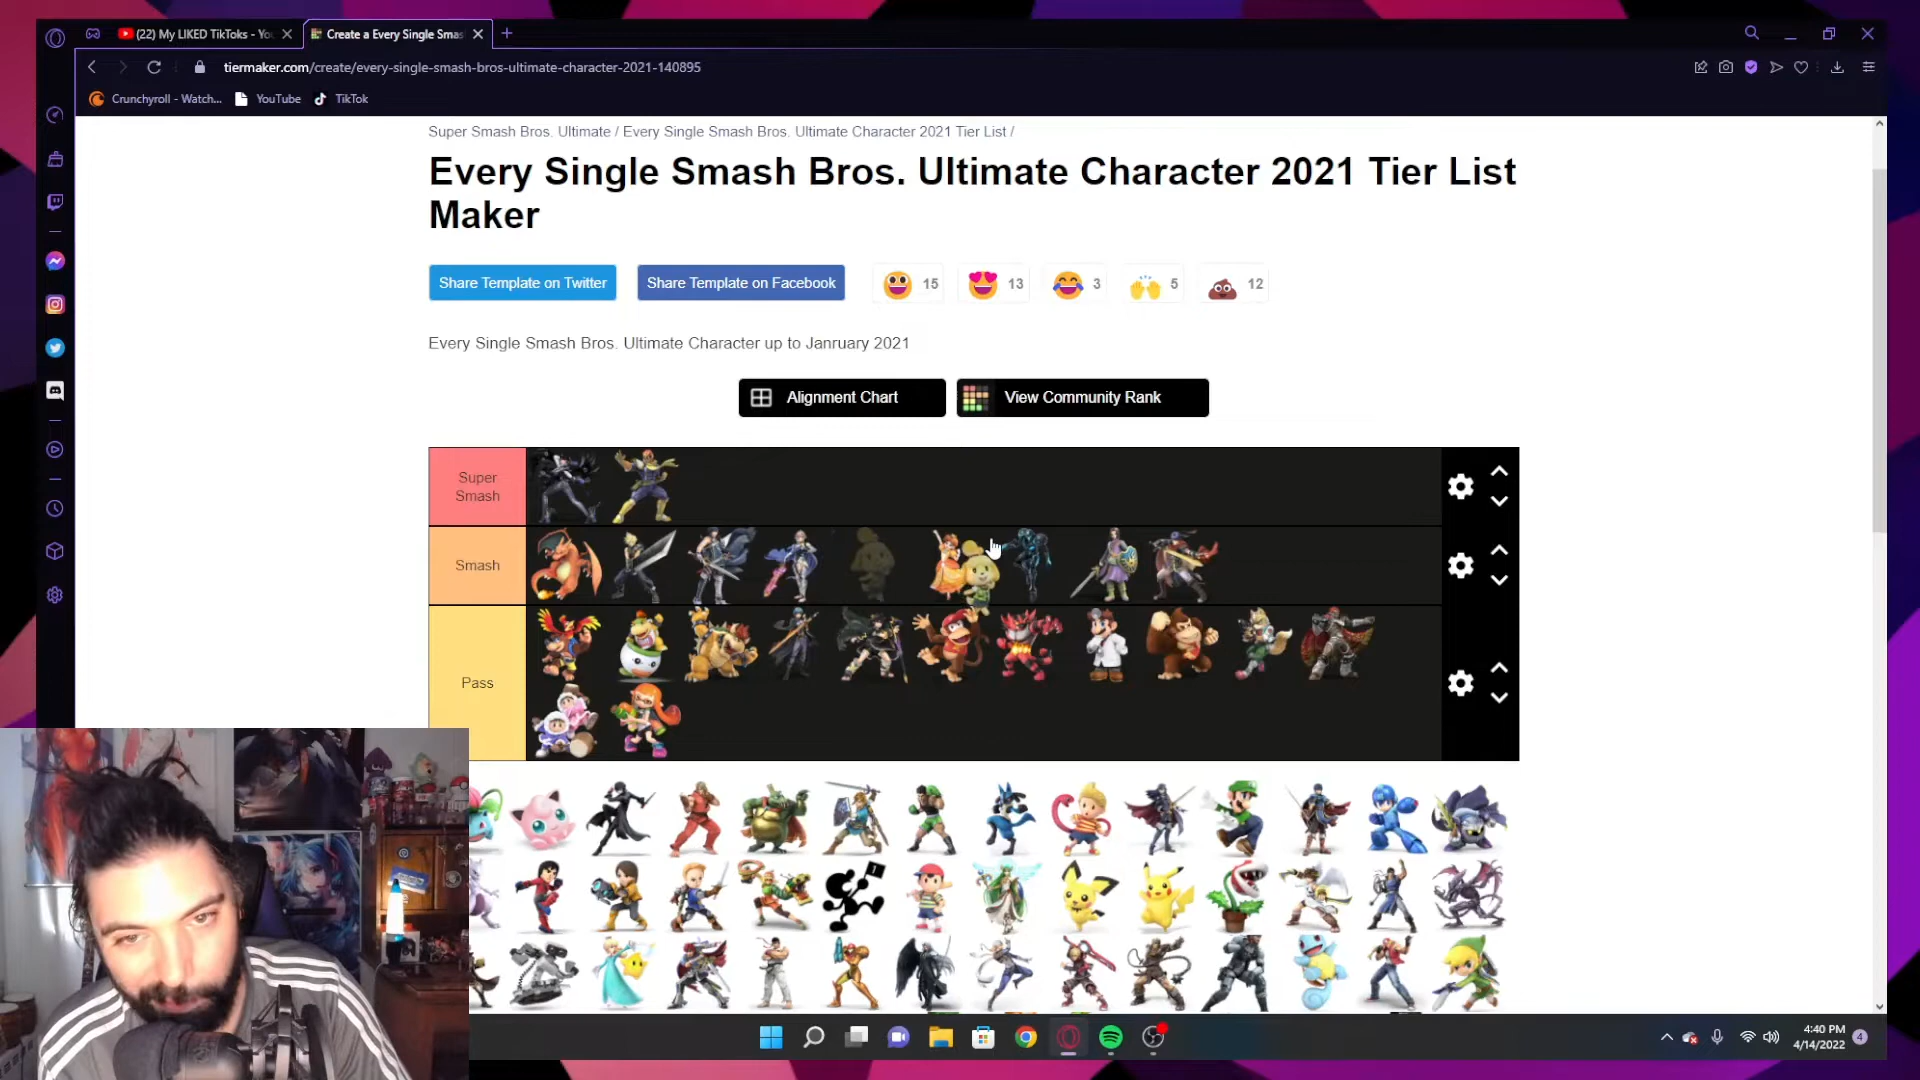 (22) My LIKED TikToks - Yo
Create a Every Single Smas
tiermaker.com/create/every-single-smash-bros-ultimate-character-2021-140895
Crunchyroll - Watch...
YouTube
TikTok
Super Smash Bros. Ultimate / Every Single Smash Bros. Ultimate Character 2021 Tier List /
Every Single Smash Bros. Ultimate Character 2021 Tier List
Maker
Share Template on Twitter
Share Template on Facebook
15
13
3
5
12
Every Single Smash Bros. Ultimate Character up to Janruary 2021
Alignment Chart
View Community Rank
Super
Smash
Smash
Pass
4:40 PM
4/14/2022
4